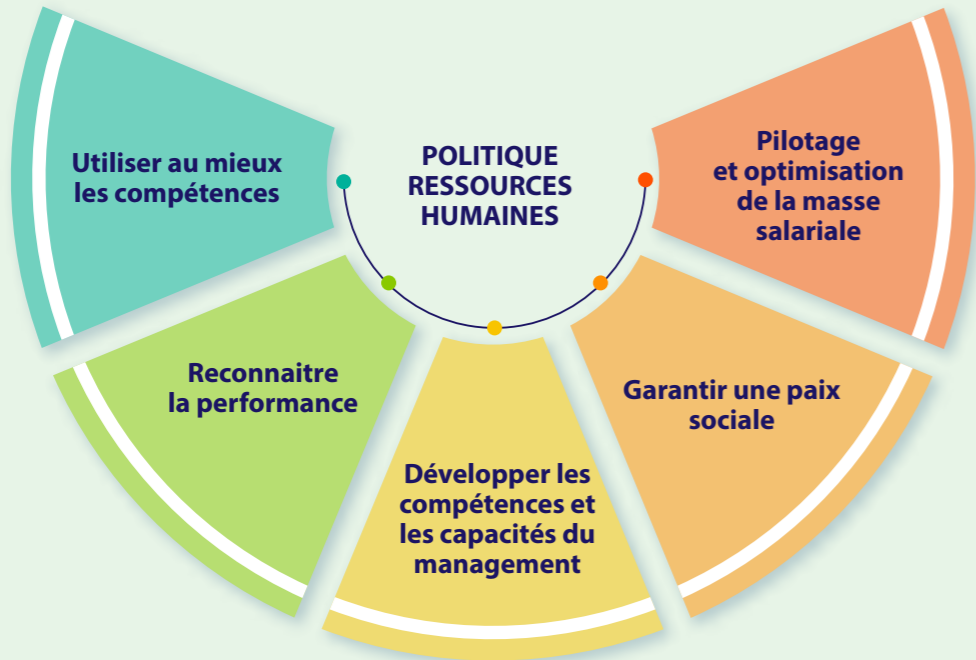 POLITIQUE
RESSOURCES
HUMAINES
Utiliser au mieux
les compétences
Reconnaitre
la performance
Développer les
compétences et
les capacités du
management
Garantir une paix
sociale
Pilotage
et optimisation
de la masse
salariale